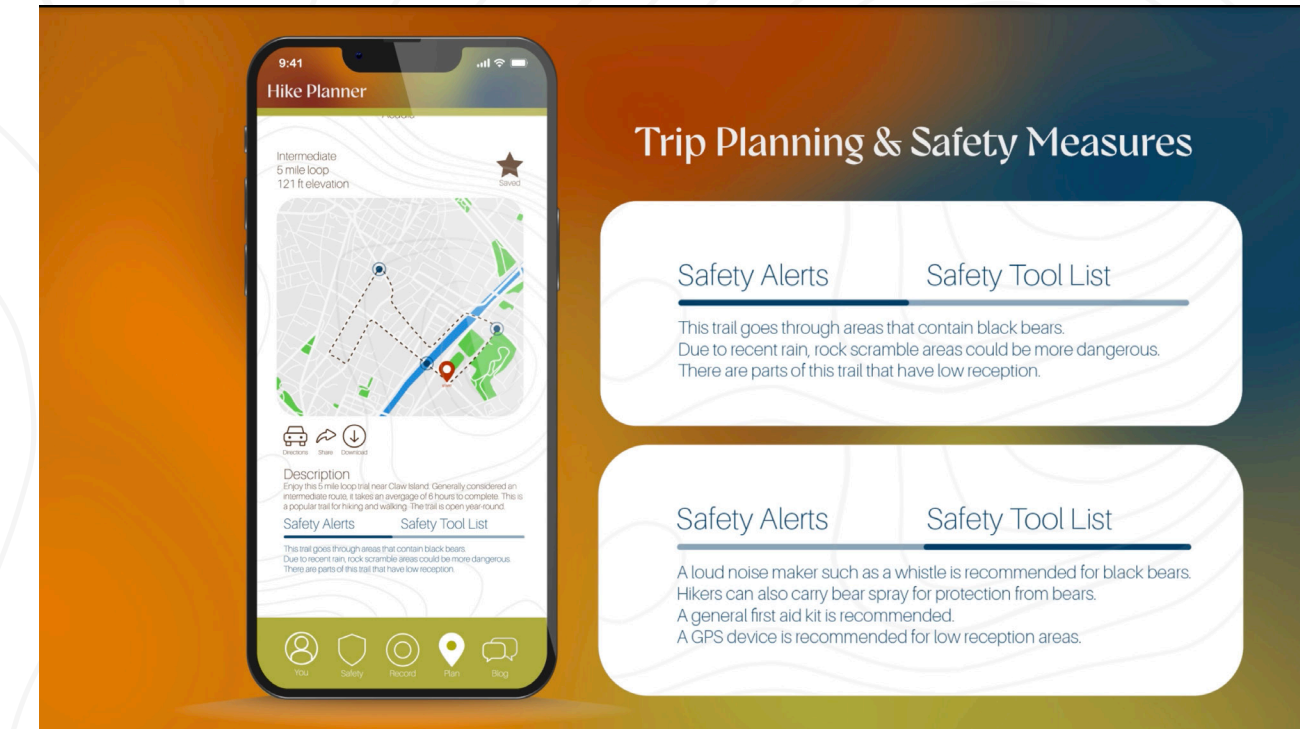 9:41
Hike Planner
Intermediate
5 mile loop
121 ft elevation
Saved
Directions
Share
Download
Description
Enjoy this 5 mile loop trial near Claw Island. Generally considered an
intermediate route, it takes an avergage of 6 hours to complete. This is
a popular trail for hiking and walking. The trail is open year-round.
Safety Alerts
Safety Tool List
This trail goes through areas that contain black bears.
Due to recent rain, rock scramble areas could be more dangerous.
There are parts of this trail that have low reception.
You
Safety
Record
Plan
Blog
Trip Planning & Safety Measures
Safety Alerts
Safety Tool List
This trail goes through areas that contain black bears.
Due to recent rain, rock scramble areas could be more dangerous.
There are parts of this trail that have low reception.
Safety Alerts
Safety Tool List
A loud noise maker such as a whistle is recommended for black bears.
Hikers can also carry bear spray for protection from bears.
A general first aid kit is recommended.
A GPS device is recommended for low reception areas.